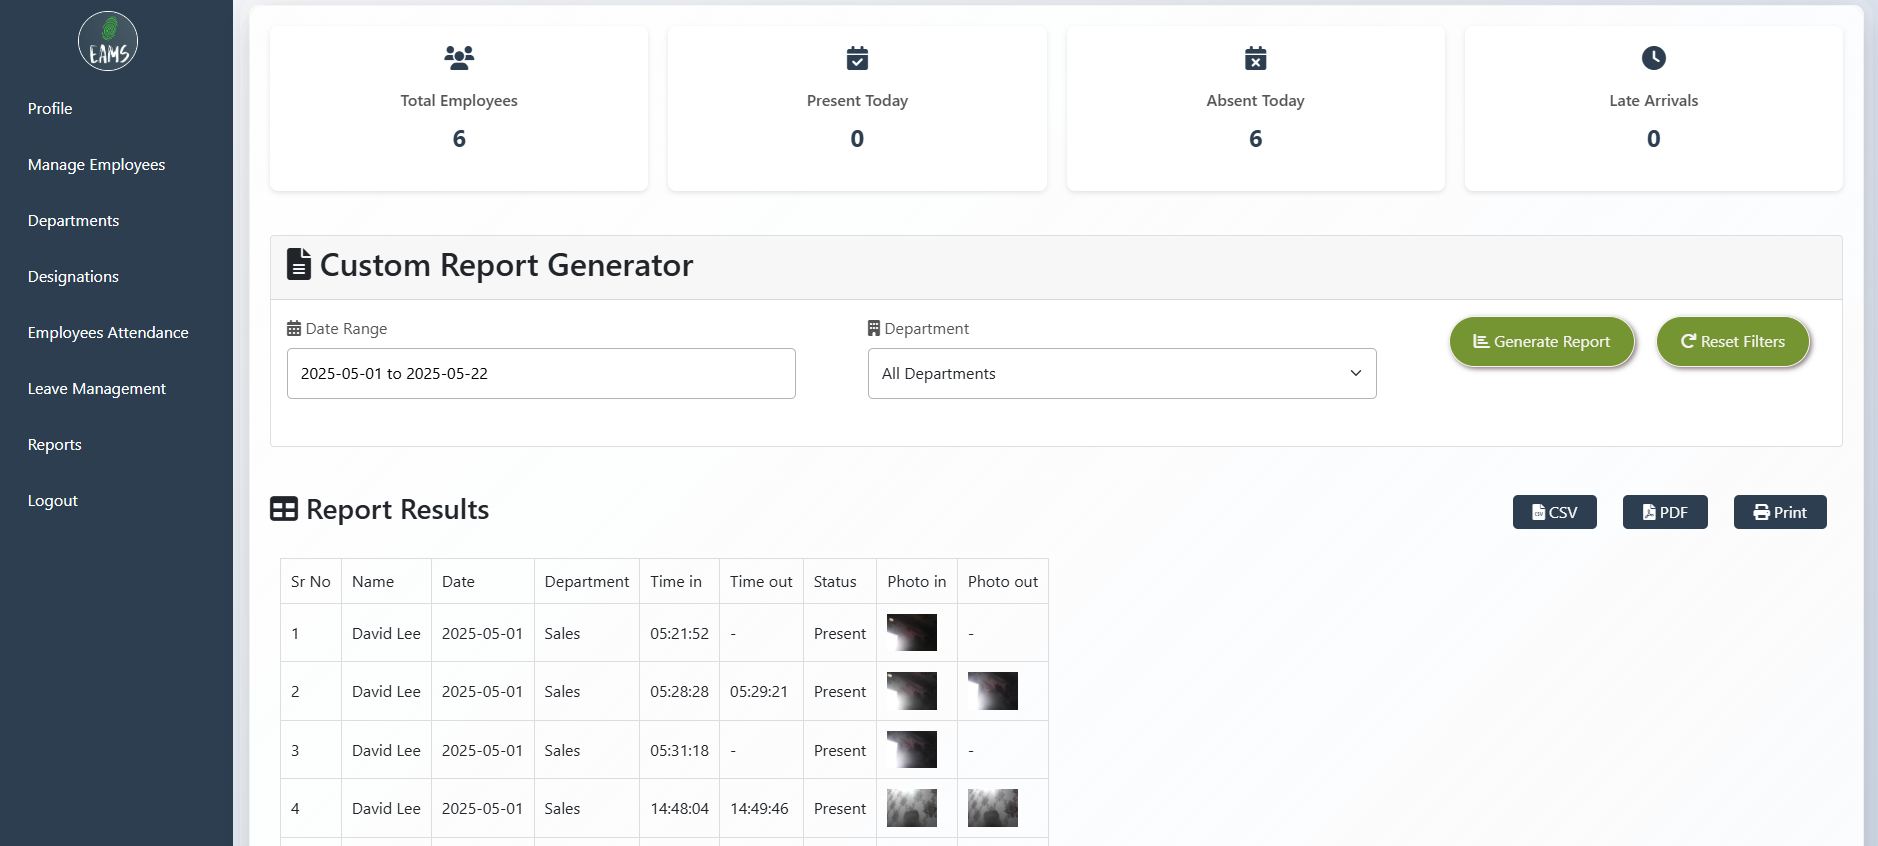 EAMS
Profile
Manage Employees
Departments
Designations
Employees Attendance
Leave Management
Reports
Logout
Total Employees
6
Present Today
0
Absent Today
6
Late Arrivals
0
Custom Report Generator
Date Range
2025-05-01 to 2025-05-22
Department
All Departments
Generate Report
Reset Filters
Report Results
CSV
PDF
Print
Sr No Name Date Department Time in Time out Status Photo in Photo out
1 David Lee 2025-05-01 Sales 05:21:52 - Present -
2 David Lee 2025-05-01 Sales 05:28:28 05:29:21 Present
3 David Lee 2025-05-01 Sales 05:31:18 - Present -
4 David Lee 2025-05-01 Sales 14:48:04 14:49:46 Present